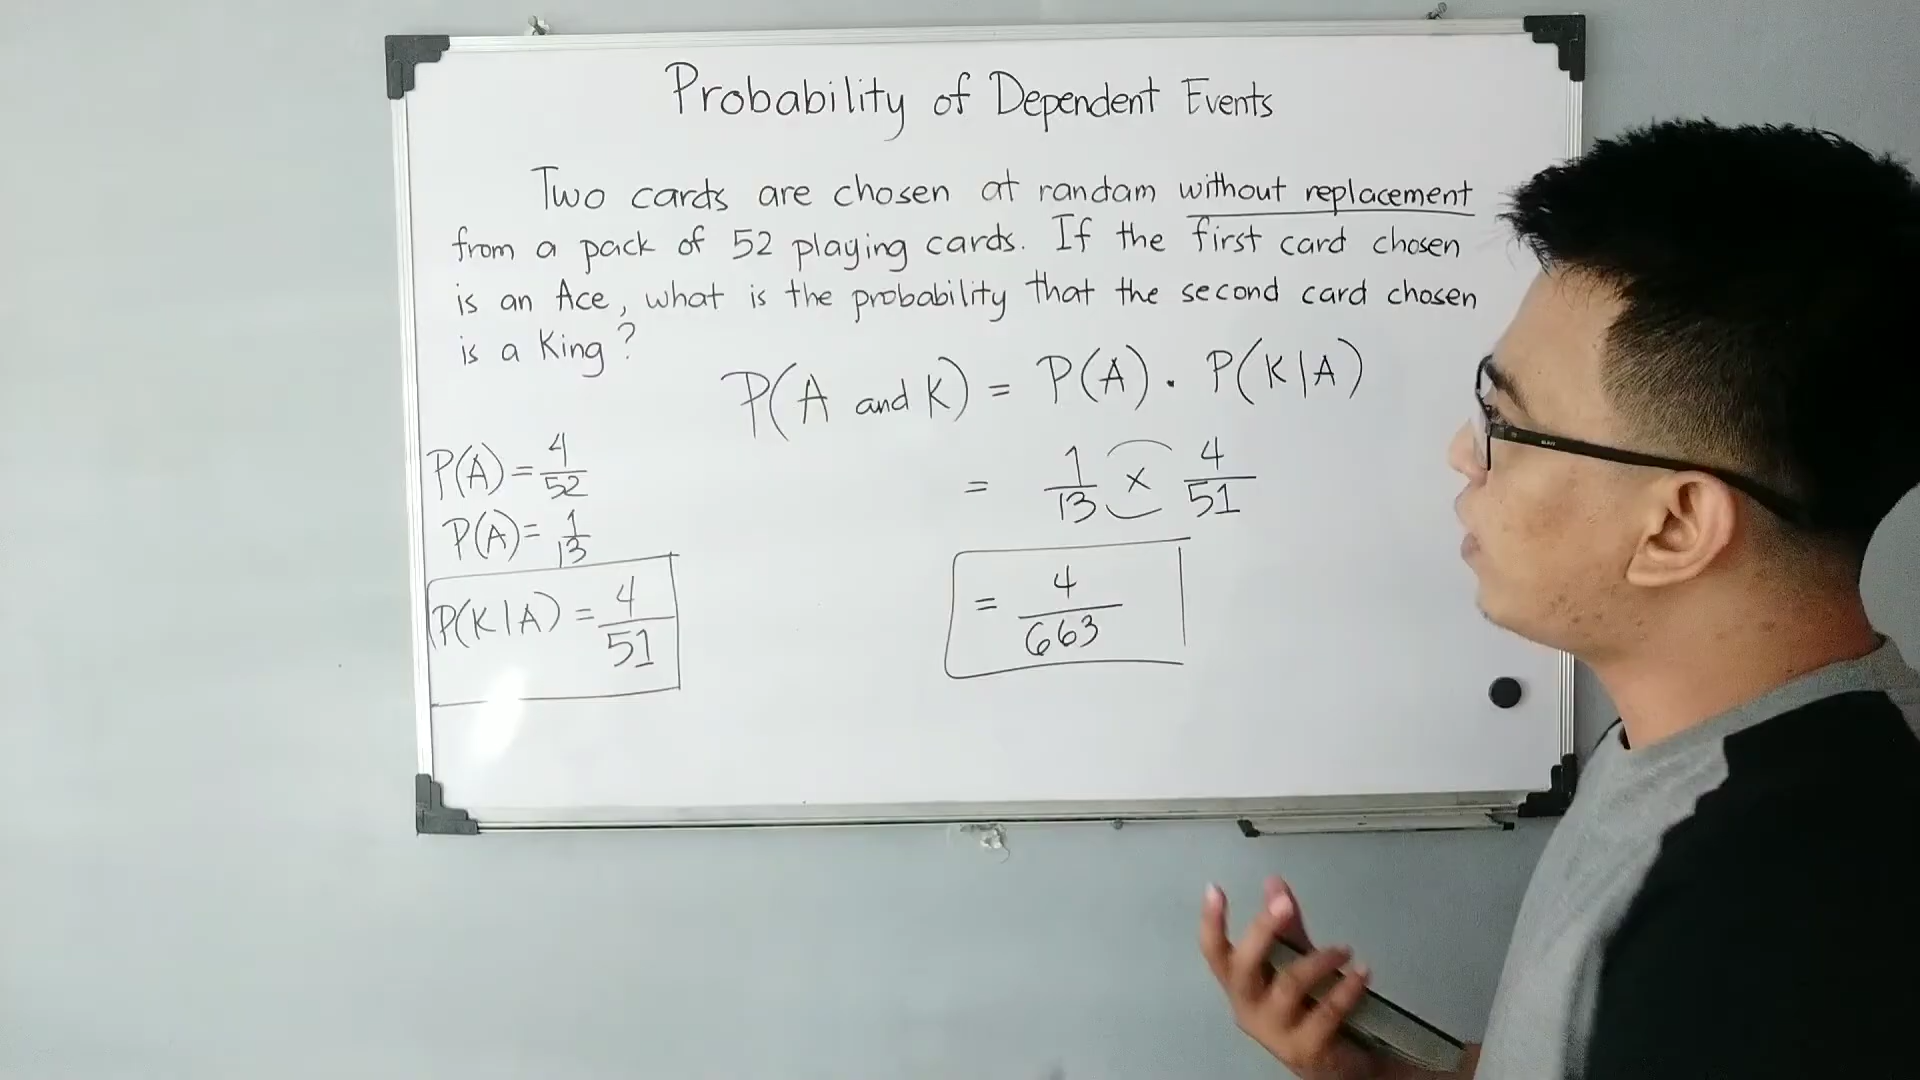 Probability of Dependent Events
Two cards are chosen at randam without replacement
from a pack of 52 playing cards. If the first card chosen
is an Ace, what is the probability that the second card chosen
is a King?
P(A and K) = P(A) . P(K|A)
= 1/13 × 4/51
= 4/663
P(A) = 4/52
P(A) = 1/13
P(K|A) = 4/51